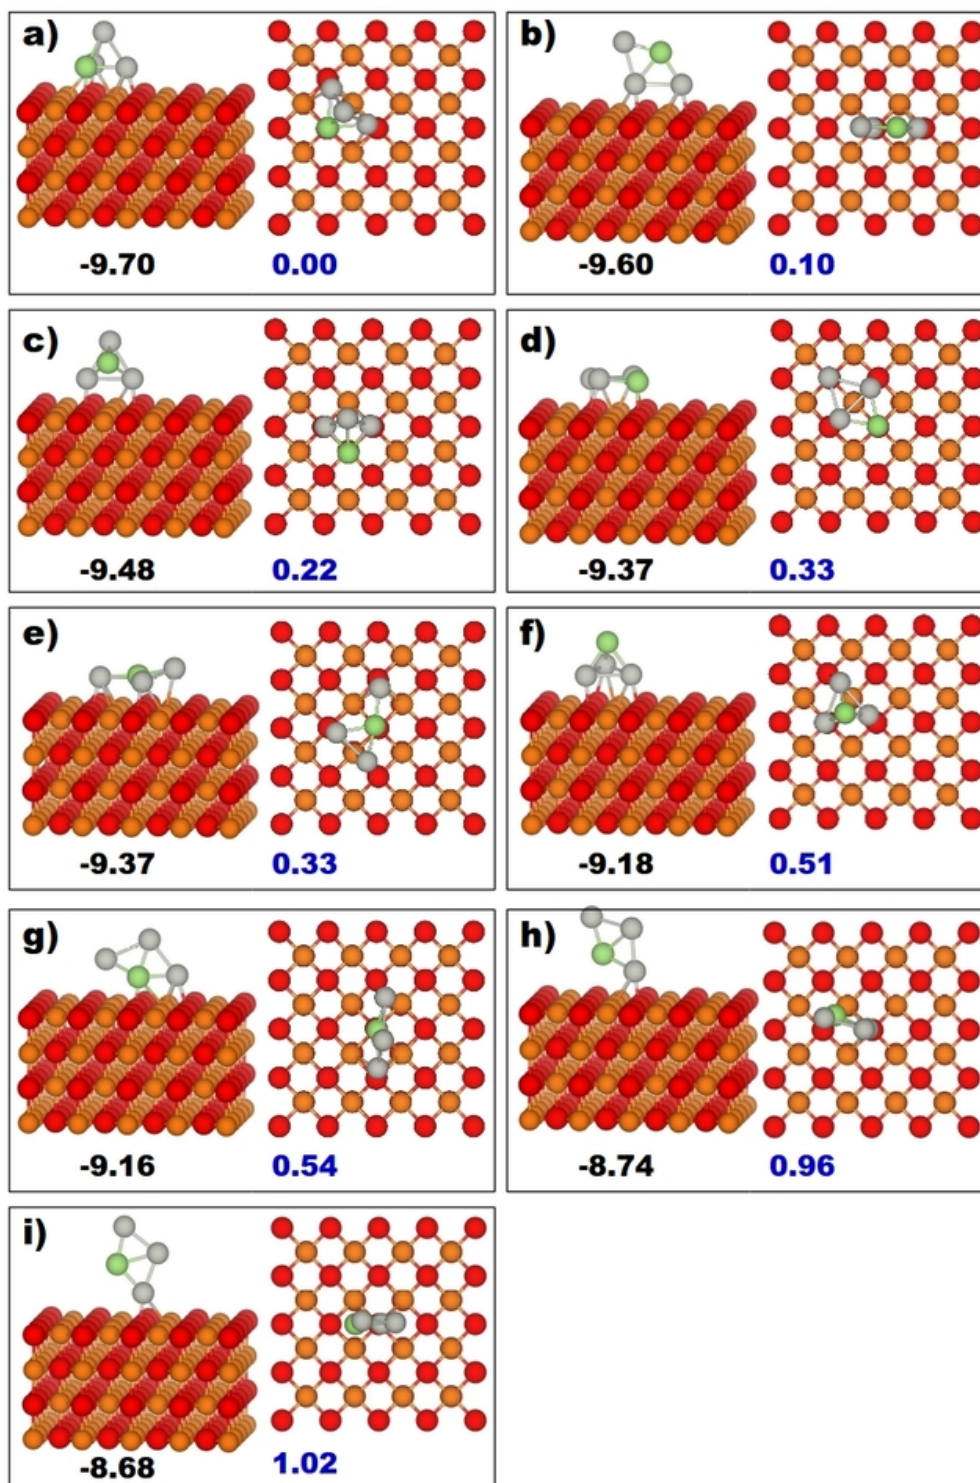 a)
-9.70 0.00
b)
-9.60 0.10
c)
-9.48 0.22
d)
-9.37 0.33
e)
-9.37 0.33
f)
-9.18 0.51
g)
-9.16 0.54
h)
-8.74 0.96
i)
-8.68 1.02